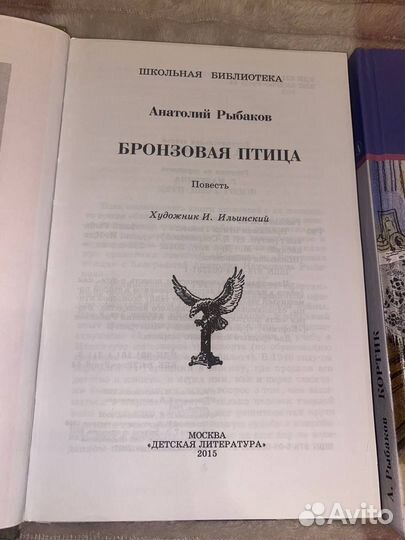 ШКОЛЬНАЯ БИБЛИОТЕКА
Анатолий Рыбаков
БРОНЗОВАЯ ПТИЦА
Повесть
Художник И. Ильинский
МОСКВА
«ДЕТСКАЯ ЛИТЕРАТУРА»
2015
А. Рыбаков КОРТИК
Avito